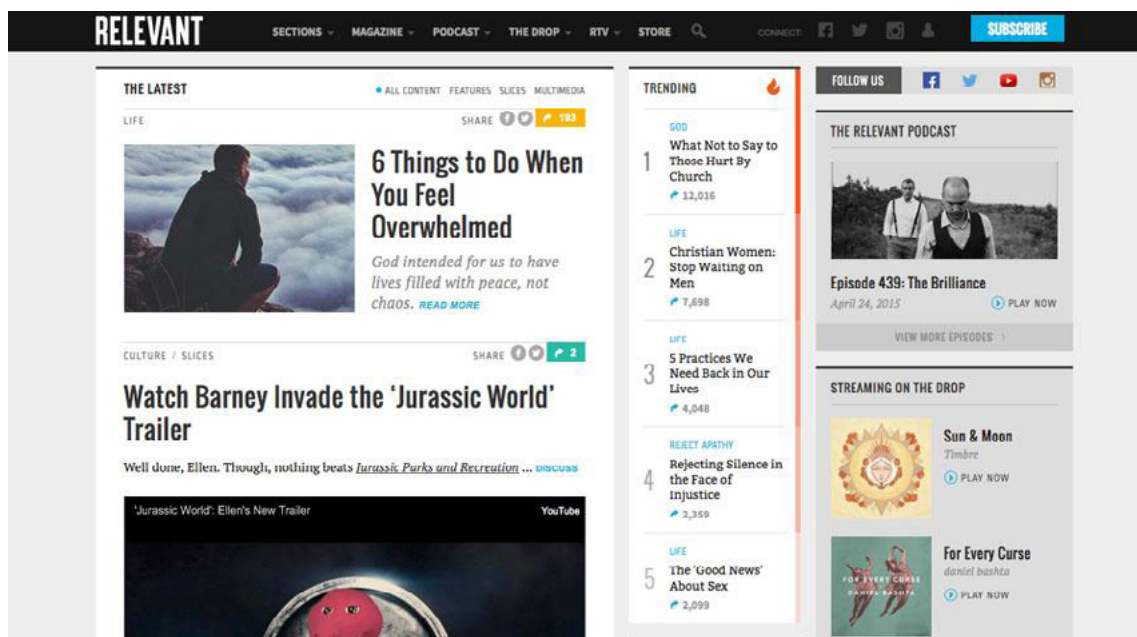 RELEVANT
SECTIONS MAGAZINE PODCAST THE DROP RTV STORE
CONNECT:
SUBSCRIBE
THE LATEST
ALL CONTENT FEATURES SLICES MULTIMEDIA
LIFE
SHARE 193
6 Things to Do When
You Feel
Overwhelmed
God intended for us to have
lives filled with peace, not
chaos. READ MORE
CULTURE / SLICES
SHARE 2
Watch Barney Invade the ‘Jurassic World’
Trailer
Well done, Ellen. Though, nothing beats Jurassic Parks and Recreation ... DISCUSS
'Jurassic World': Ellen's New Trailer
YouTube
TRENDING
GOD
1
What Not to Say to
Those Hurt By
Church
12,016
LIFE
2
Christian Women:
Stop Waiting on
Men
7,698
LIFE
3
5 Practices We
Need Back in Our
Lives
4,048
REJECT APATHY
4
Rejecting Silence in
the Face of
Injustice
2,359
LIFE
5
The ‘Good News’
About Sex
2,099
FOLLOW US
THE RELEVANT PODCAST
Episode 439: The Brilliance
April 24, 2015
PLAY NOW
VIEW MORE EPISODES
STREAMING ON THE DROP
Sun & Moon
Timbre
PLAY NOW
FOR EVERY CURSE
DANIEL BASHTA
For Every Curse
daniel bashta
PLAY NOW